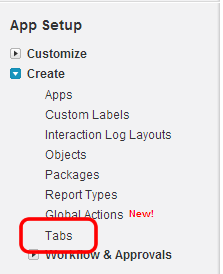 App Setup
Customize
Create
Apps
Custom Labels
Interaction Log Layouts
Objects
Packages
Report Types
Global Actions New!
Tabs
Workflow & Approvals